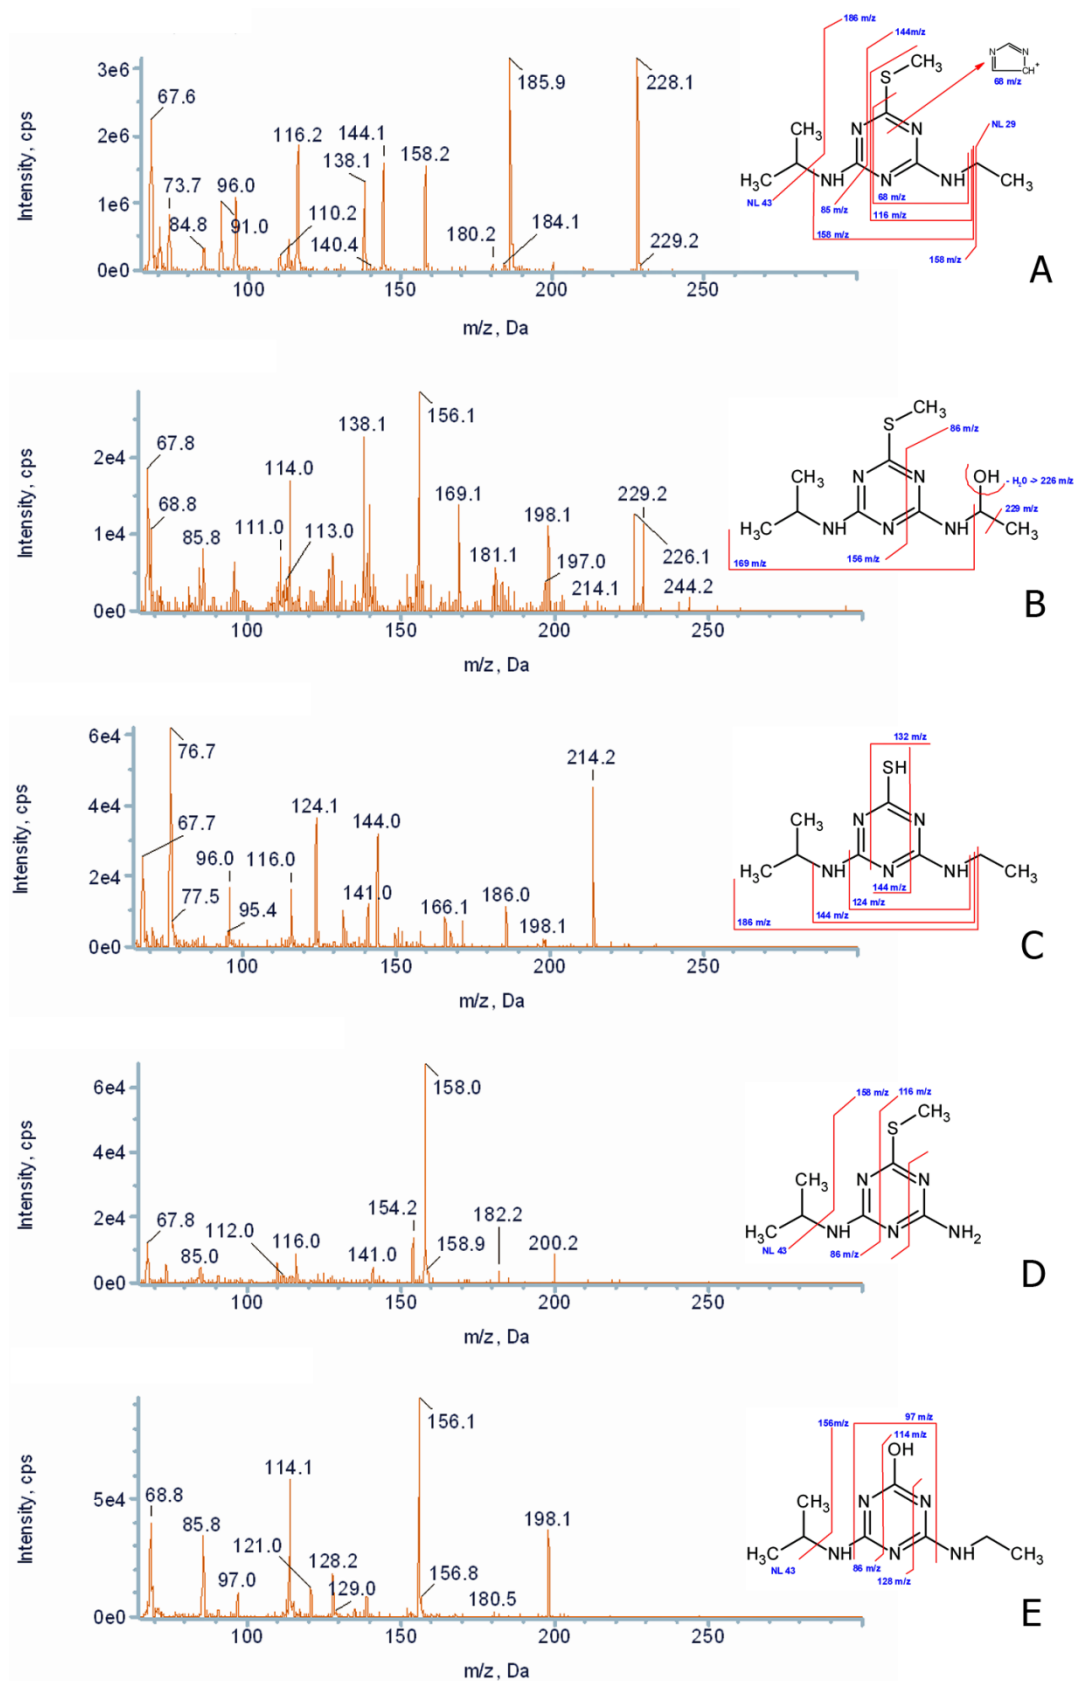 Intensity, cps
3e6
2e6
1e6
0e0
67.6
73.7
84.8
96.0
91.0
116.2
110.2
138.1
140.4
144.1
158.2
180.2
184.1
185.9
228.1
229.2
100
150
200
250
m/z, Da
186 m/z
144m/z
S
CH3
N
N
CH+
68 m/z
NL 29
CH3
N
N
H3C
NH
N
NH
CH3
NL 43
85 m/z
68 m/z
116 m/z
158 m/z
158 m/z
A
Intensity, cps
2e4
1e4
0e0
67.8
68.8
85.8
111.0
114.0
113.0
138.1
156.1
169.1
181.1
198.1
197.0
214.1
229.2
226.1
244.2
100
150
200
250
m/z, Da
CH3
S
86 m/z
CH3
N
N
OH
- H2O -> 226 m/z
229 m/z
H3C
NH
N
NH
CH3
169 m/z
156 m/z
B
Intensity, cps
6e4
4e4
2e4
0e0
76.7
67.7
77.5
96.0
95.4
116.0
124.1
141.0
144.0
166.1
186.0
198.1
214.2
100
150
200
250
m/z, Da
132 m/z
SH
CH3
N
N
H3C
NH
N
NH
CH3
144 m/z
124 m/z
144 m/z
186 m/z
C
Intensity, cps
6e4
4e4
2e4
0e0
67.8
85.0
112.0
116.0
141.0
154.2
158.0
158.9
182.2
200.2
100
150
200
250
m/z, Da
158 m/z
116 m/z
CH3
S
CH3
N
N
H3C
NH
N
NH2
NL 43
86 m/z
D
Intensity, cps
5e4
0e0
68.8
85.8
97.0
114.1
121.0
128.2
129.0
156.1
156.8
180.5
198.1
100
150
200
250
m/z, Da
156m/z
97 m/z
114 m/z
OH
CH3
N
N
H3C
NH
N
NH
CH3
NL 43
86 m/z
128 m/z
E